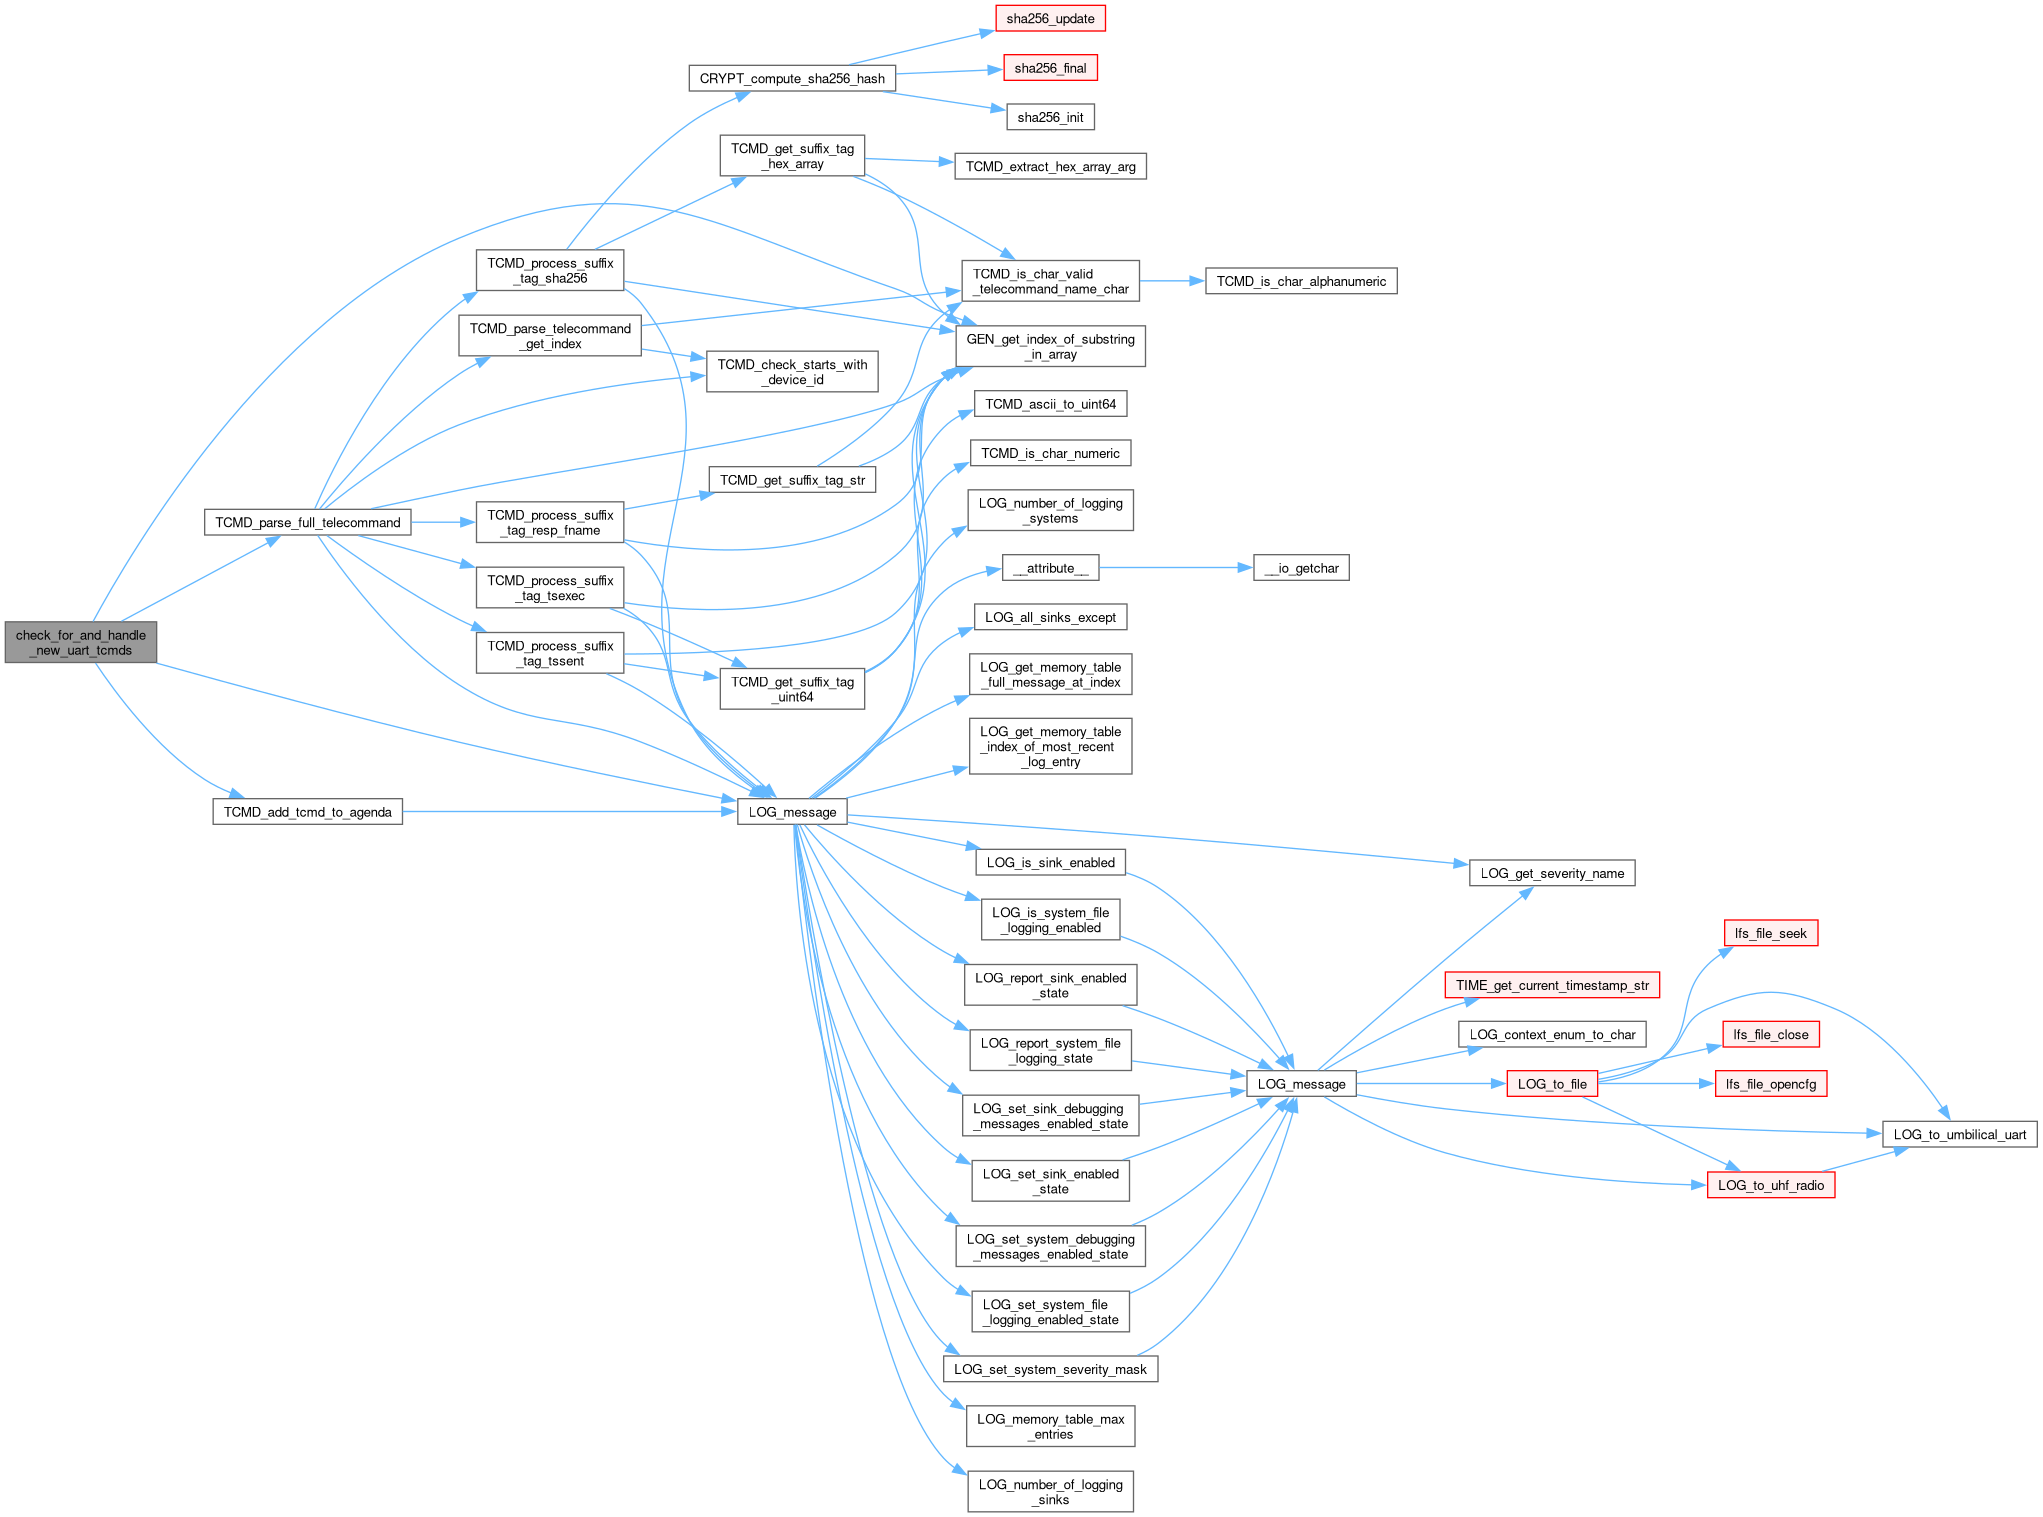 sha256_update
sha256_final
CRYPT_compute_sha256_hash
sha256_init
TCMD_get_suffix_tag
_hex_array
TCMD_extract_hex_array_arg
TCMD_process_suffix
_tag_sha256
TCMD_is_char_valid
_telecommand_name_char
TCMD_is_char_alphanumeric
TCMD_parse_telecommand
_get_index
GEN_get_index_of_substring
_in_array
TCMD_check_starts_with
_device_id
TCMD_ascii_to_uint64
TCMD_is_char_numeric
TCMD_get_suffix_tag_str
LOG_number_of_logging
_systems
TCMD_parse_full_telecommand
TCMD_process_suffix
_tag_resp_fname
__attribute__
__io_getchar
TCMD_process_suffix
_tag_tsexec
LOG_all_sinks_except
check_for_and_handle
_new_uart_tcmds
TCMD_process_suffix
_tag_tssent
LOG_get_memory_table
_full_message_at_index
TCMD_get_suffix_tag
_uint64
LOG_get_memory_table
_index_of_most_recent
_log_entry
TCMD_add_tcmd_to_agenda
LOG_message
LOG_is_sink_enabled
LOG_get_severity_name
LOG_is_system_file
_logging_enabled
lfs_file_seek
LOG_report_sink_enabled
_state
TIME_get_current_timestamp_str
LOG_report_system_file
_logging_state
LOG_context_enum_to_char
lfs_file_close
LOG_message
LOG_to_file
lfs_file_opencfg
LOG_set_sink_debugging
_messages_enabled_state
LOG_to_umbilical_uart
LOG_set_sink_enabled
_state
LOG_to_uhf_radio
LOG_set_system_debugging
_messages_enabled_state
LOG_set_system_file
_logging_enabled_state
LOG_set_system_severity_mask
LOG_memory_table_max
_entries
LOG_number_of_logging
_sinks